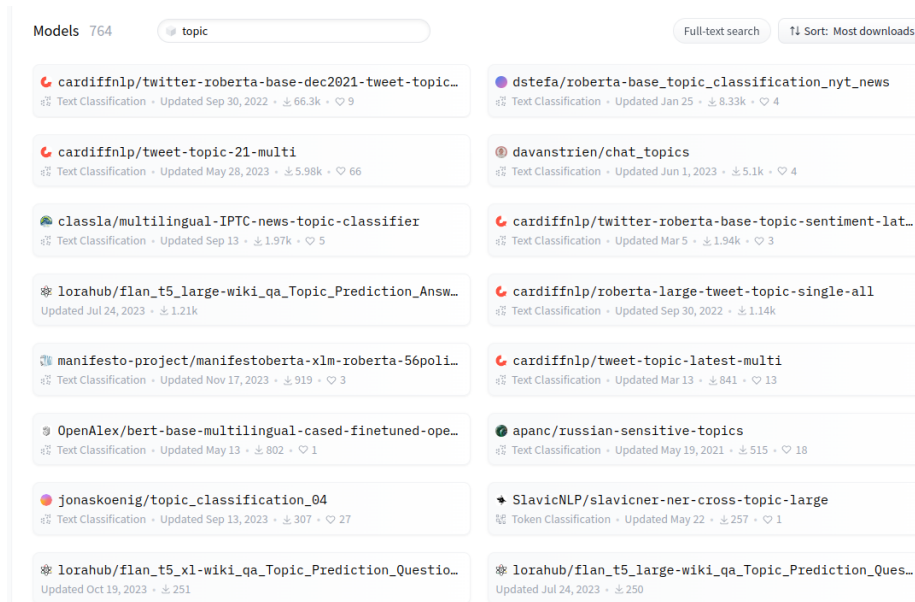 Models 764 topic Full-text search Sort: Most downloads
cardiffnlp/twitter-roberta-base-dec2021-tweet-topic…
Text Classification • Updated Sep 30, 2022 • 66.3k • 9
dstefa/roberta-base_topic_classification_nyt_news
Text Classification • Updated Jan 25 • 8.33k • 4
cardiffnlp/tweet-topic-21-multi
Text Classification • Updated May 28, 2023 • 5.98k • 66
davanstrien/chat_topics
Text Classification • Updated Jun 1, 2023 • 5.1k • 4
classla/multilingual-IPTC-news-topic-classifier
Text Classification • Updated Sep 13 • 1.97k • 5
cardiffnlp/twitter-roberta-base-topic-sentiment-lat…
Text Classification • Updated Mar 5 • 1.94k • 3
lorahub/flan_t5_large-wiki_qa_Topic_Prediction_Answ…
Updated Jul 24, 2023 • 1.21k
cardiffnlp/roberta-large-tweet-topic-single-all
Text Classification • Updated Sep 30, 2022 • 1.14k
manifesto-project/manifestoberta-xlm-roberta-56poli…
Text Classification • Updated Nov 17, 2023 • 919 • 3
cardiffnlp/tweet-topic-latest-multi
Text Classification • Updated Mar 13 • 841 • 13
OpenAlex/bert-base-multilingual-cased-finetuned-ope…
Text Classification • Updated May 13 • 802 • 1
apanc/russian-sensitive-topics
Text Classification • Updated May 19, 2021 • 515 • 18
jonaskoenig/topic_classification_04
Text Classification • Updated Sep 13, 2023 • 307 • 27
SlavicNLP/slavicner-ner-cross-topic-large
Token Classification • Updated May 22 • 257 • 1
lorahub/flan_t5_xl-wiki_qa_Topic_Prediction_Questio…
Updated Oct 19, 2023 • 251
lorahub/flan_t5_large-wiki_qa_Topic_Prediction_Ques…
Updated Jul 24, 2023 • 250